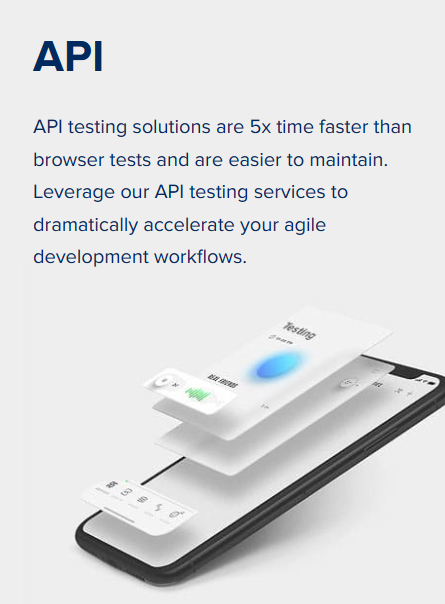 API
API testing solutions are 5x time faster than
browser tests and are easier to maintain.
Leverage our API testing services to
dramatically accelerate your agile
development workflows.
Testing
REAL TRENDS